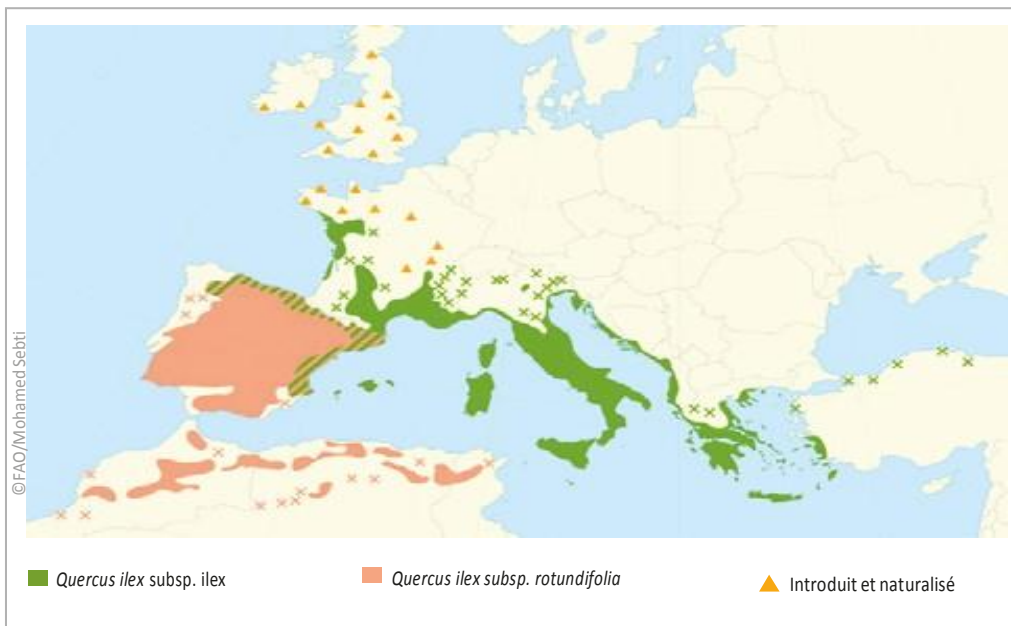 ©FAO/Mohamed Sebti
Quercus ilex subsp. ilex
Quercus ilex subsp. rotundifolia
Introduit et naturalisé